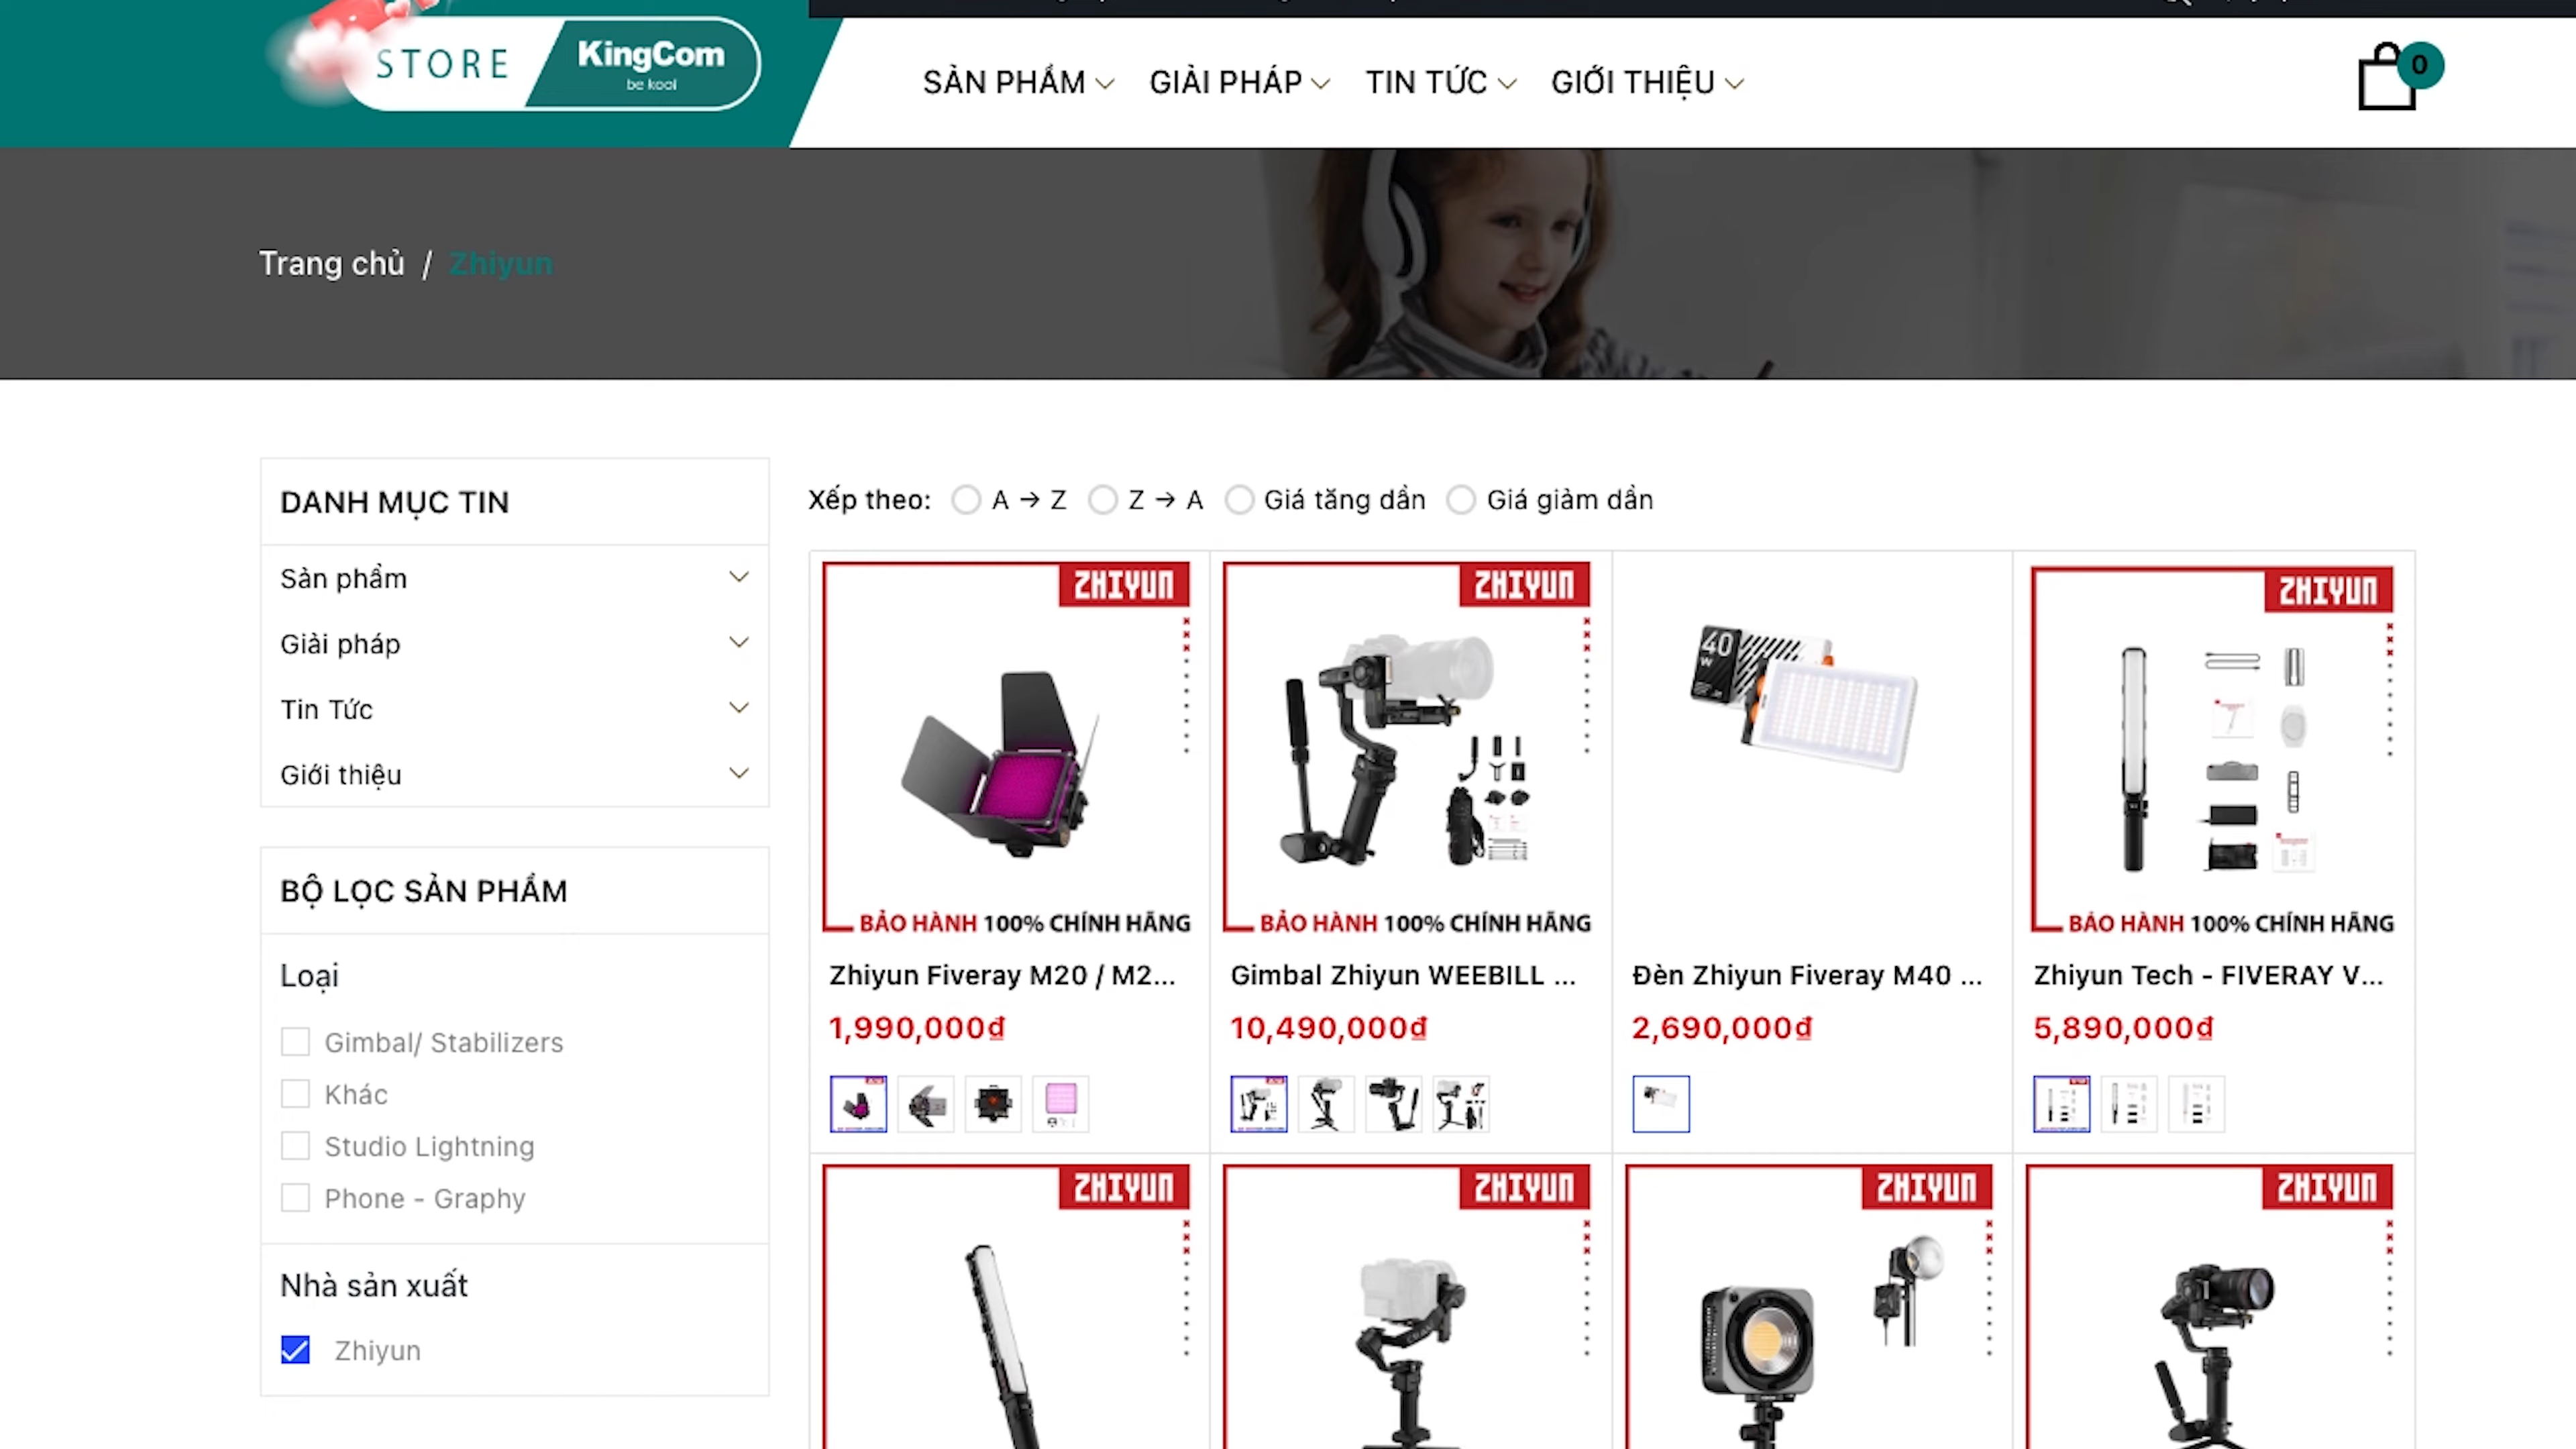 STORE
KingCom
be kool
SẢN PHẨM
GIẢI PHÁP
TIN TỨC
GIỚI THIỆU
0
Trang chủ / Zhiyun
DANH MỤC TIN
Sản phẩm
Giải pháp
Tin Tức
Giới thiệu
BỘ LỌC SẢN PHẨM
Loại
Gimbal/ Stabilizers
Khác
Studio Lightning
Phone - Graphy
Nhà sản xuất
Zhiyun
Xếp theo: A → Z Z → A Giá tăng dần Giá giảm dần
ZHIYUN
BẢO HÀNH 100% CHÍNH HÃNG
Zhiyun Fiveray M20 / M2...
1,990,000₫
ZHIYUN
BẢO HÀNH 100% CHÍNH HÃNG
Gimbal Zhiyun WEEBILL ...
10,490,000₫
40
W
Đèn Zhiyun Fiveray M40 ...
2,690,000₫
ZHIYUN
BẢO HÀNH 100% CHÍNH HÃNG
Zhiyun Tech - FIVERAY V...
5,890,000₫
ZHIYUN
ZHIYUN
ZHIYUN
ZHIYUN